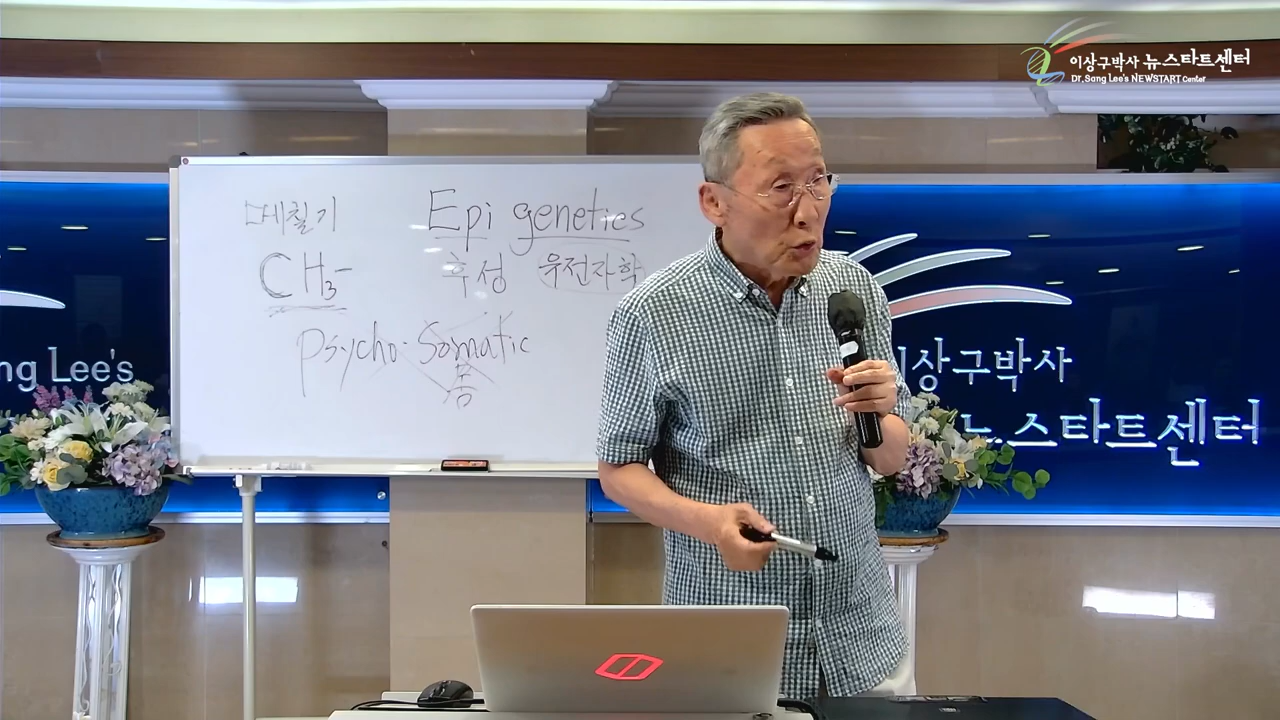 이상구박사 뉴스타트센터
Dr. Sang Lee's NEWSTART Center
메칠기 Epi genetics
CH₃⁻ 후성 유전자학
Psycho·Somatic
몸
ng Lee's
이상구박사
뉴스타트센터